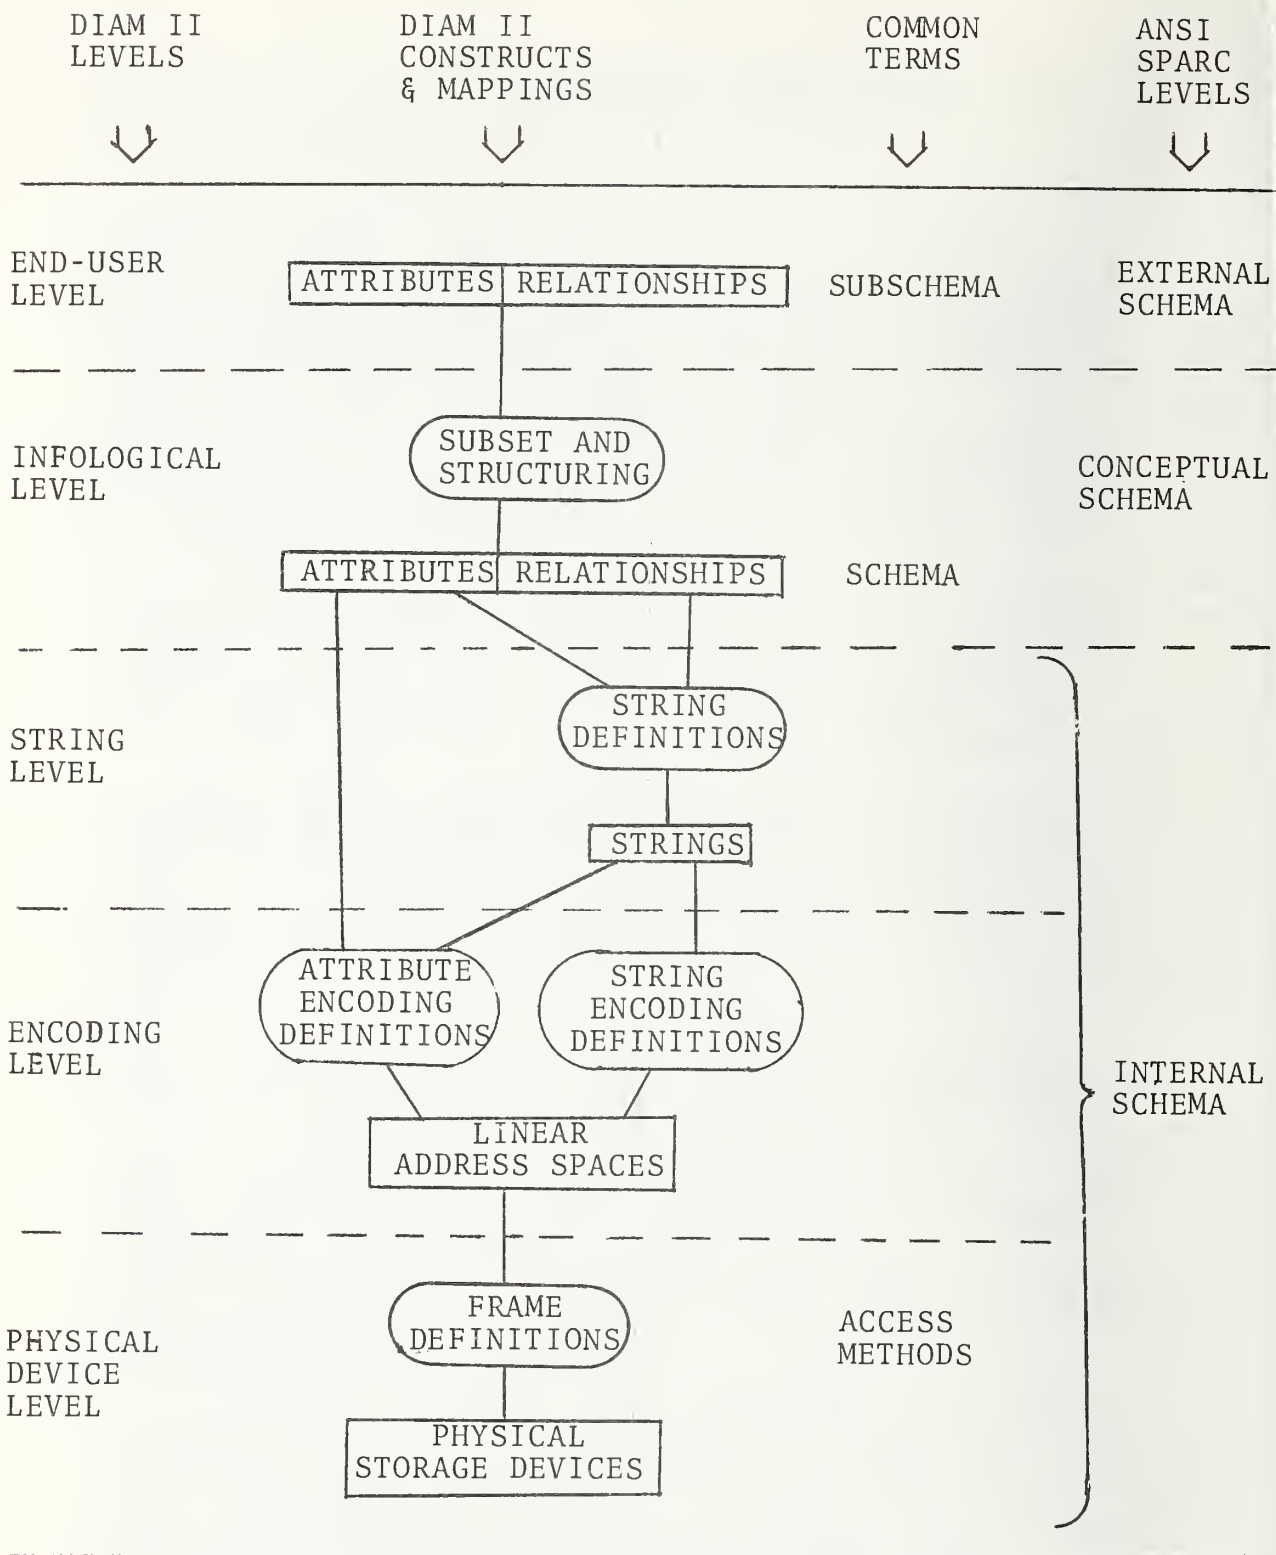 DIAM II
LEVELS
DIAM II
CONSTRUCTS
& MAPPINGS
COMMON
TERMS
ANSI
SPARC
LEVELS
END-USER
LEVEL
ATTRIBUTES RELATIONSHIPS
SUBSCHEMA
EXTERNAL
SCHEMA
INFOLOGICAL
LEVEL
SUBSET AND
STRUCTURING
CONCEPTUAL
SCHEMA
ATTRIBUTES RELATIONSHIPS
SCHEMA
STRING
LEVEL
STRING
DEFINITIONS
STRINGS
ENCODING
LEVEL
ATTRIBUTE
ENCODING
DEFINITIONS
STRING
ENCODING
DEFINITIONS
LINEAR
ADDRESS SPACES
INTERNAL
SCHEMA
PHYSICAL
DEVICE
LEVEL
FRAME
DEFINITIONS
ACCESS
METHODS
PHYSICAL
STORAGE DEVICES